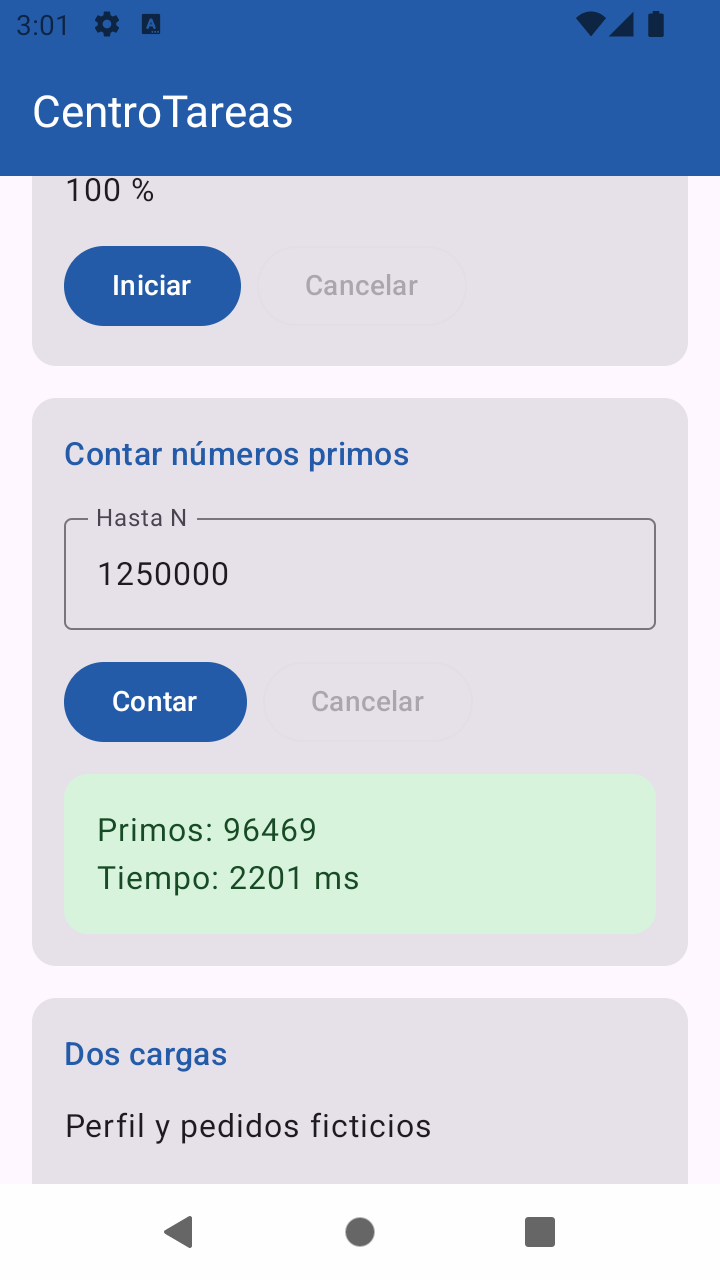 3:01
CentroTareas
100 %
Iniciar Cancelar
Contar números primos
Hasta N
1250000
Contar Cancelar
Primos: 96469
Tiempo: 2201 ms
Dos cargas
Perfil y pedidos ficticios